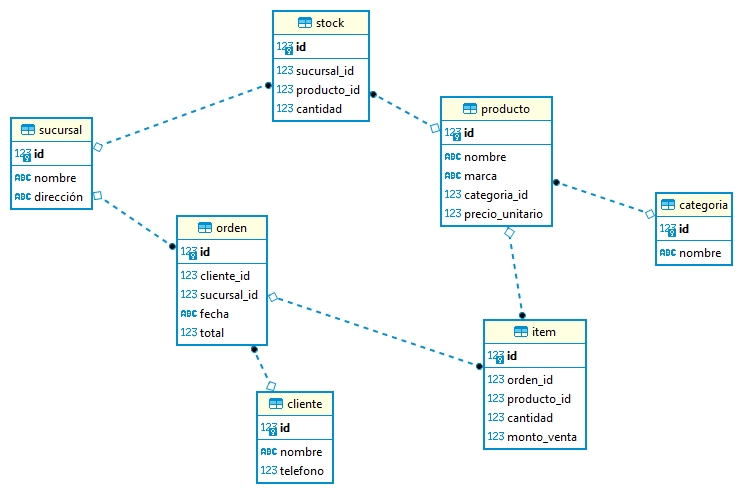 stock
123 id
123 sucursal_id
123 producto_id
123 cantidad
sucursal
123 id
ABC nombre
ABC dirección
producto
123 id
ABC nombre
ABC marca
123 categoria_id
123 precio_unitario
categoria
123 id
ABC nombre
orden
123 id
123 cliente_id
123 sucursal_id
ABC fecha
123 total
item
123 id
123 orden_id
123 producto_id
123 cantidad
123 monto_venta
cliente
123 id
ABC nombre
123 telefono